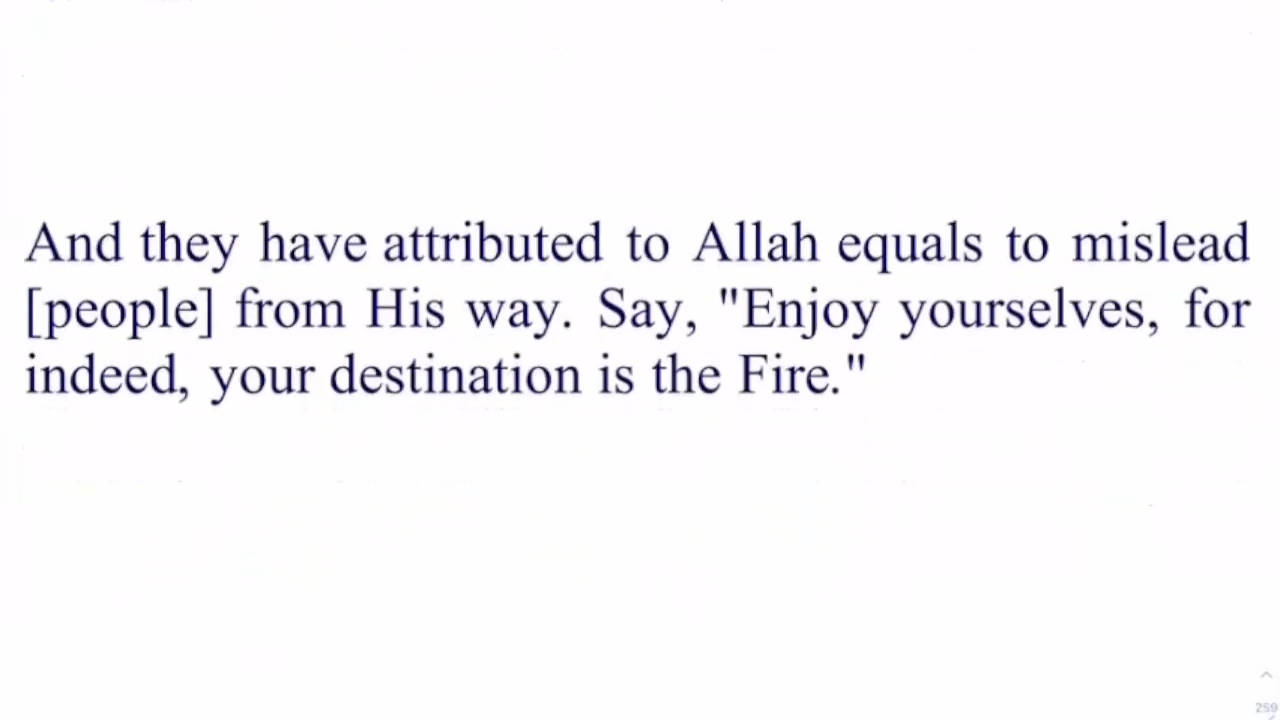 And they have attributed to Allah equals to mislead
[people] from His way. Say, "Enjoy yourselves, for
indeed, your destination is the Fire."
259